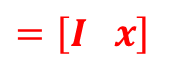 = [I x]